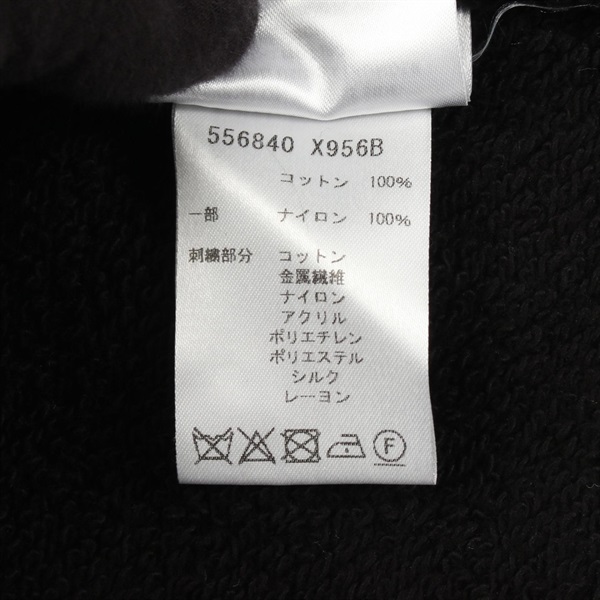 556840 X956B
コットン 100%
一部 ナイロン 100%
刺繍部分 コットン
金属繊維
ナイロン
アクリル
ポリエチレン
ポリエステル
シルク
レーヨン
F